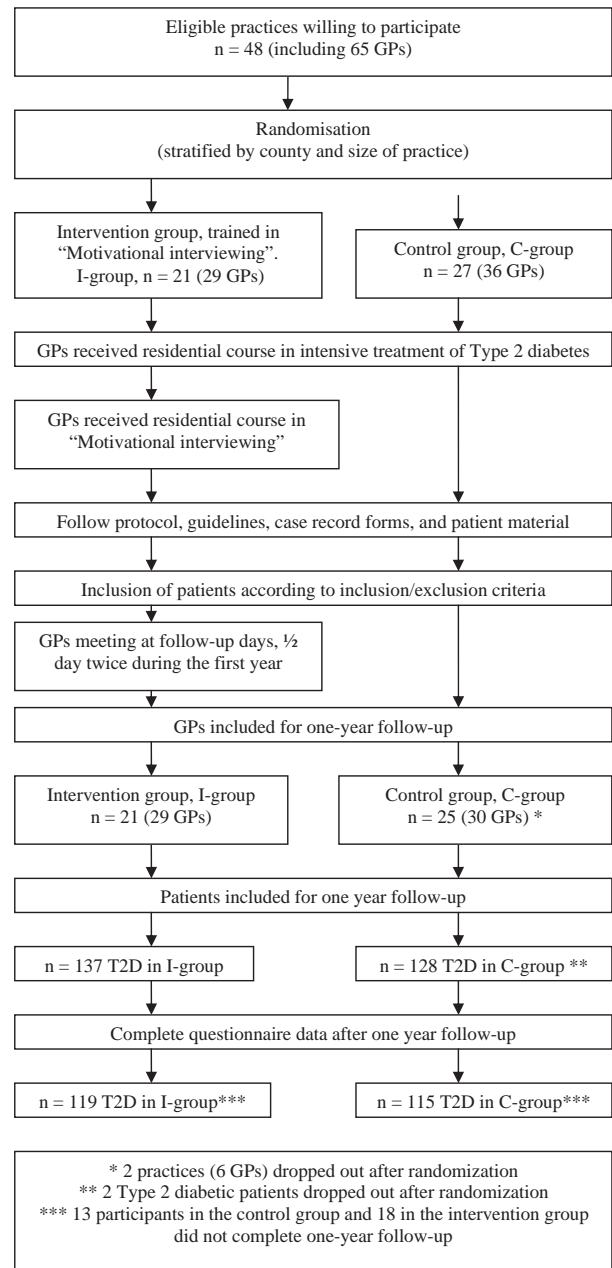 Eligible practices willing to participate
n = 48 (including 65 GPs)
Randomisation
(stratified by county and size of practice)
Intervention group, trained in
“Motivational interviewing”.
I-group, n = 21 (29 GPs)
Control group, C-group
n = 27 (36 GPs)
GPs received residential course in intensive treatment of Type 2 diabetes
GPs received residential course in
“Motivational interviewing”
Follow protocol, guidelines, case record forms, and patient material
Inclusion of patients according to inclusion/exclusion criteria
GPs meeting at follow-up days, ½
day twice during the first year
GPs included for one-year follow-up
Intervention group, I-group
n = 21 (29 GPs)
Control group, C-group
n = 25 (30 GPs) *
Patients included for one year follow-up
n = 137 T2D in I-group
n = 128 T2D in C-group **
Complete questionnaire data after one year follow-up
n = 119 T2D in I-group***
n = 115 T2D in C-group***
* 2 practices (6 GPs) dropped out after randomization
** 2 Type 2 diabetic patients dropped out after randomization
*** 13 participants in the control group and 18 in the intervention group
did not complete one-year follow-up